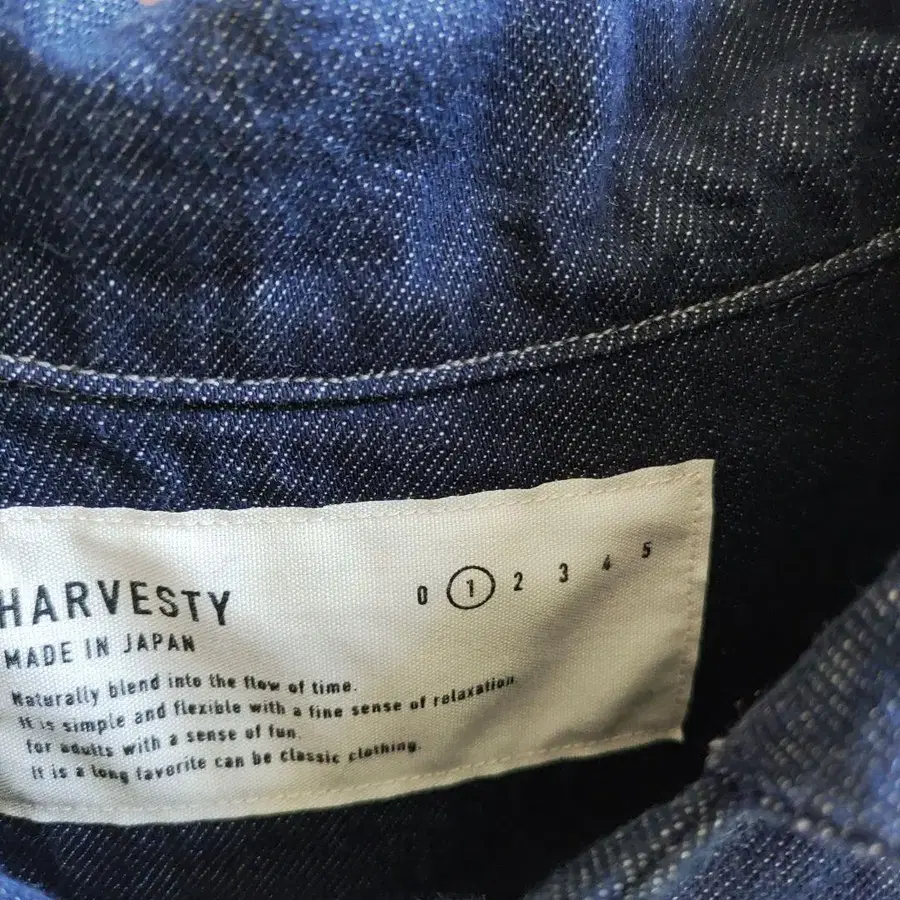 HARVESTY
0 1 2 3 4 5
MADE IN JAPAN
Naturally blend into the flow of time.
It is simple and flexible with a fine sense of relaxation
for adults with a sense of fun.
It is a long favorite can be classic clothing.